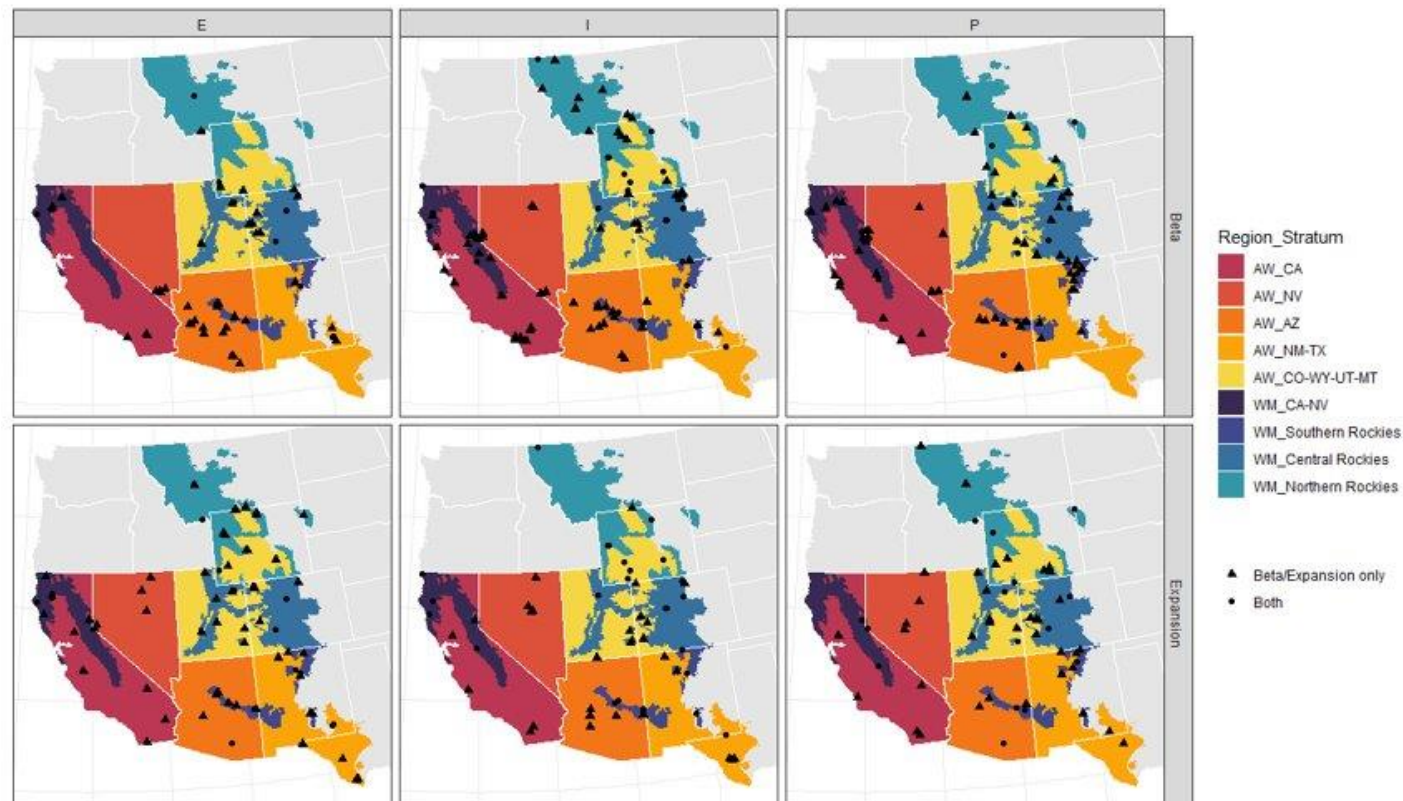 E
I
P
Beta
Expansion
Region_Stratum
AW_CA
AW_NV
AW_AZ
AW_NM-TX
AW_CO-WY-UT-MT
WM_CA-NV
WM_Southern Rockies
WM_Central Rockies
WM_Northern Rockies
Beta/Expansion only
Both